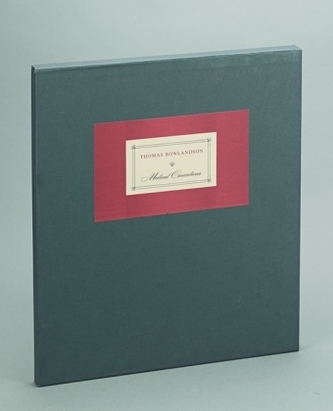 THOMAS ROWLANDSON
Medical Caricatures